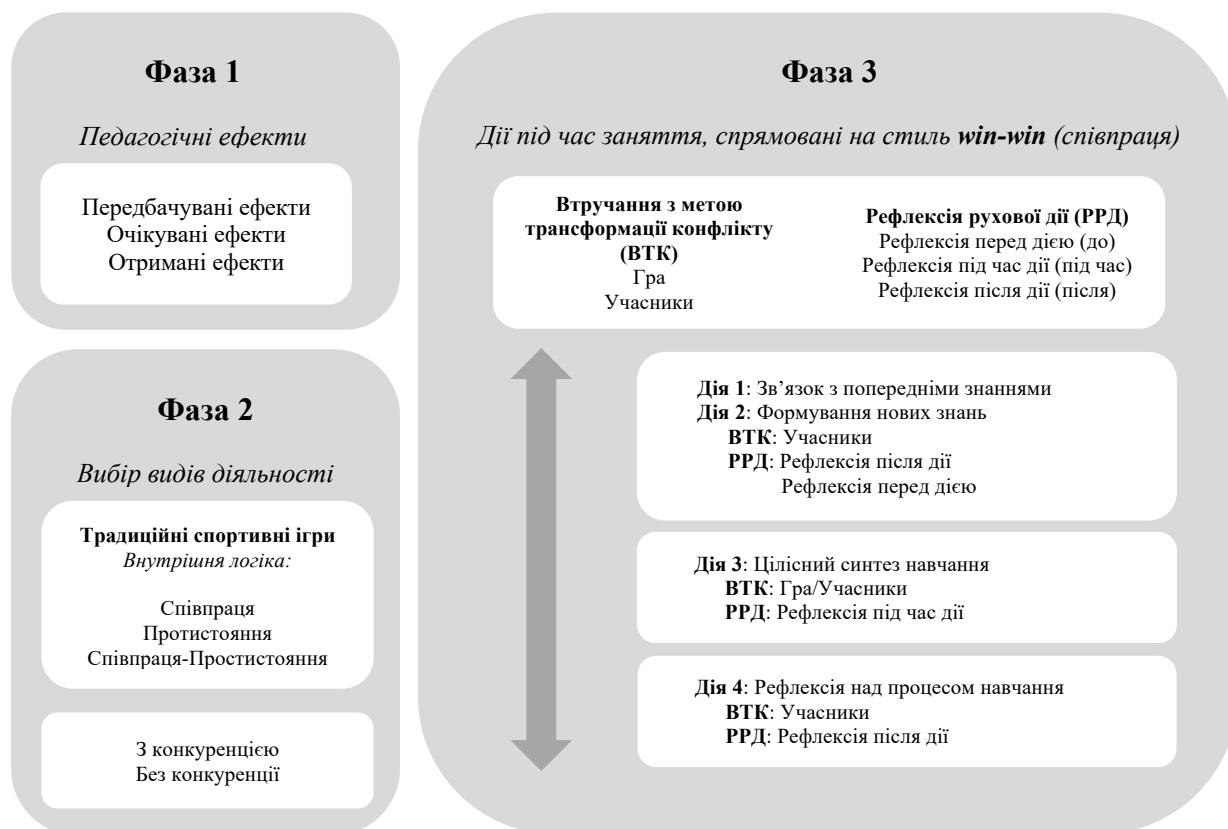 Фаза 1
Педагогічні ефекти
Передбачувані ефекти
Очікувані ефекти
Отримані ефекти
Фаза 2
Вибір видів діяльності
Традиційні спортивні ігри
Внутрішня логіка:
Співпраця
Протистояння
Співпраця-Простистояння
З конкуренцією
Без конкуренції
Фаза 3
Дії під час заняття, спрямовані на стиль win-win (співпраця)
Втручання з метою
трансформації конфлікту
(ВТК)
Гра
Учасники
Рефлексія рухової дії (РРД)
Рефлексія перед дією (до)
Рефлексія під час дії (під час)
Рефлексія після дії (після)
Дія 1: Зв’язок з попередніми знаннями
Дія 2: Формування нових знань
ВТК: Учасники
РРД: Рефлексія після дії
Рефлексія перед дією
Дія 3: Цілісний синтез навчання
ВТК: Гра/Учасники
РРД: Рефлексія під час дії
Дія 4: Рефлексія над процесом навчання
ВТК: Учасники
РРД: Рефлексія після дії